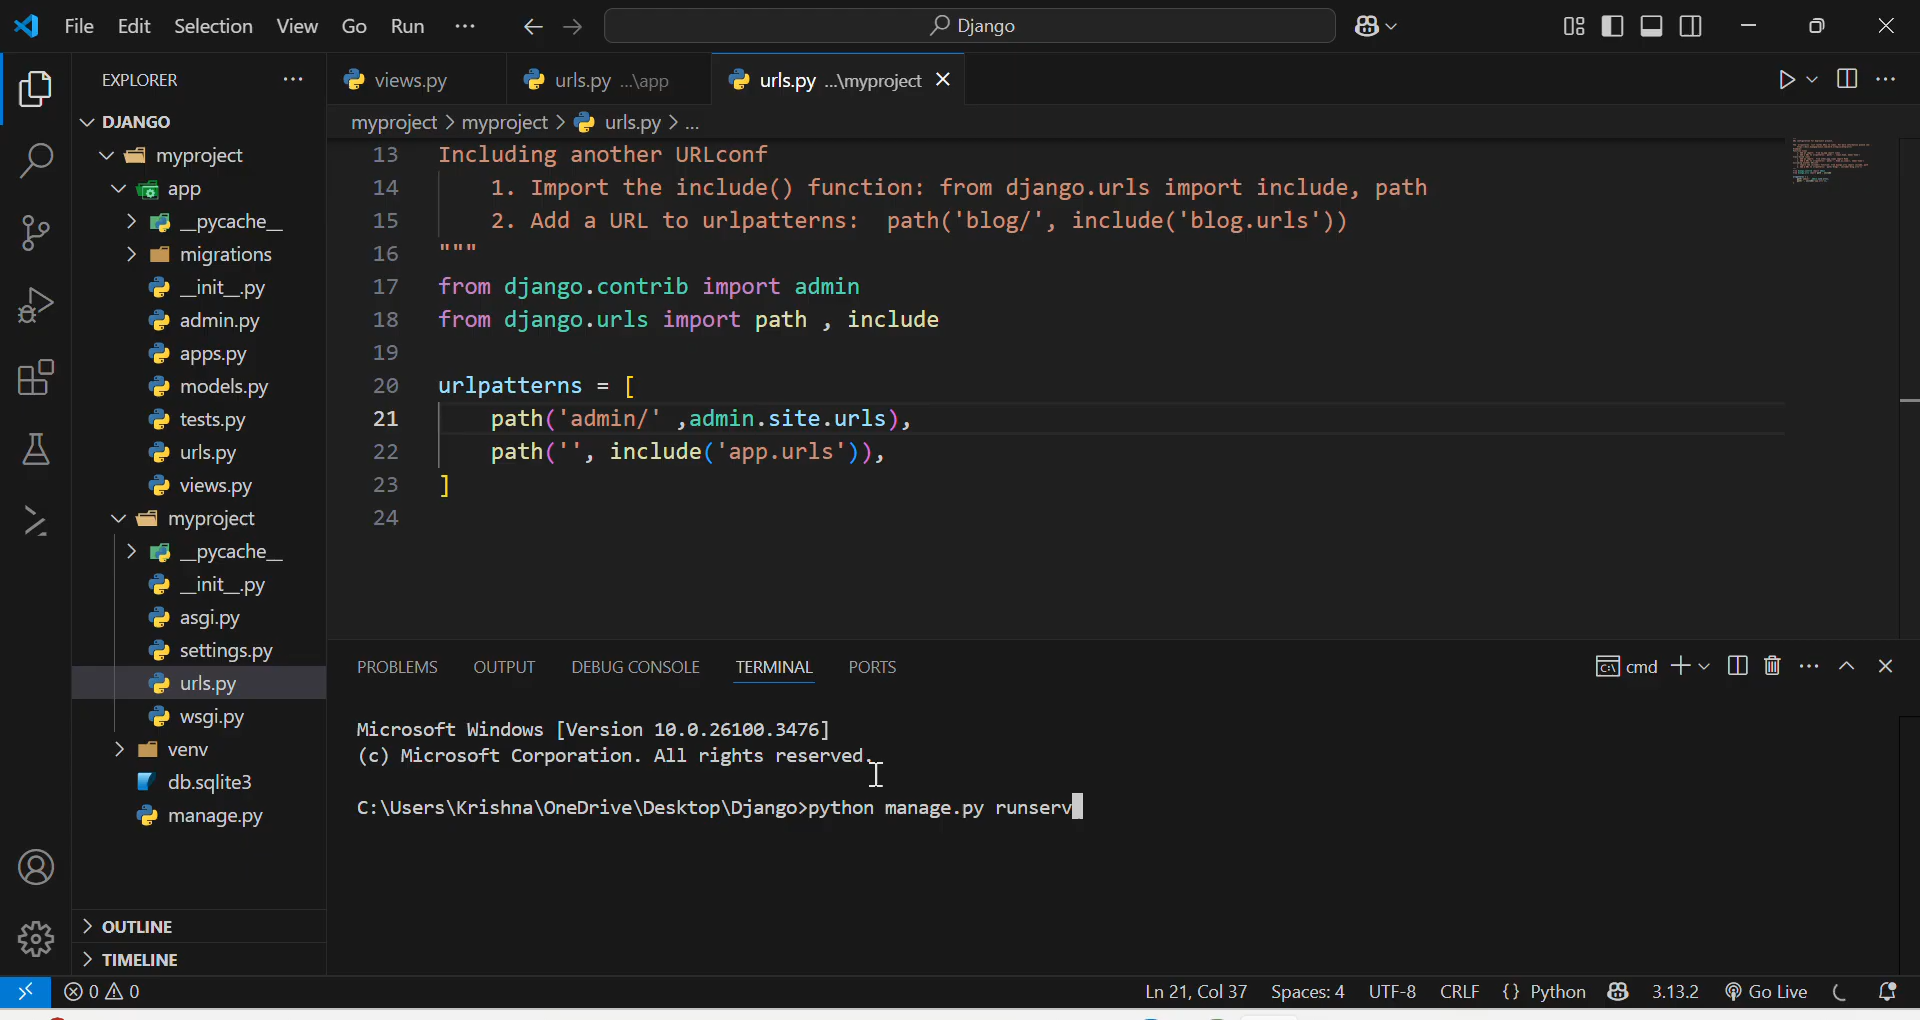 File Edit Selection View Go Run ...
Django
EXPLORER ...
views.py
urls.py ...\app
urls.py ...\myproject
DJANGO
myproject > myproject > urls.py > ...
myproject
app
__pycache__
migrations
__init__.py
admin.py
apps.py
models.py
tests.py
urls.py
views.py
myproject
__pycache__
__init__.py
asgi.py
settings.py
urls.py
wsgi.py
venv
db.sqlite3
manage.py
OUTLINE
TIMELINE
13 Including another URLconf
14 1. Import the include() function: from django.urls import include, path
15 2. Add a URL to urlpatterns: path('blog/', include('blog.urls'))
16 """
17 from django.contrib import admin
18 from django.urls import path , include
19
20 urlpatterns = [
21 path('admin/' ,admin.site.urls),
22 path('', include('app.urls')),
23 ]
24
PROBLEMS OUTPUT DEBUG CONSOLE TERMINAL PORTS
cmd
Microsoft Windows [Version 10.0.26100.3476]
(c) Microsoft Corporation. All rights reserved.
C:\Users\Krishna\OneDrive\Desktop\Django>python manage.py runserv
0 0
Ln 21, Col 37 Spaces: 4 UTF-8 CRLF {} Python 3.13.2 Go Live